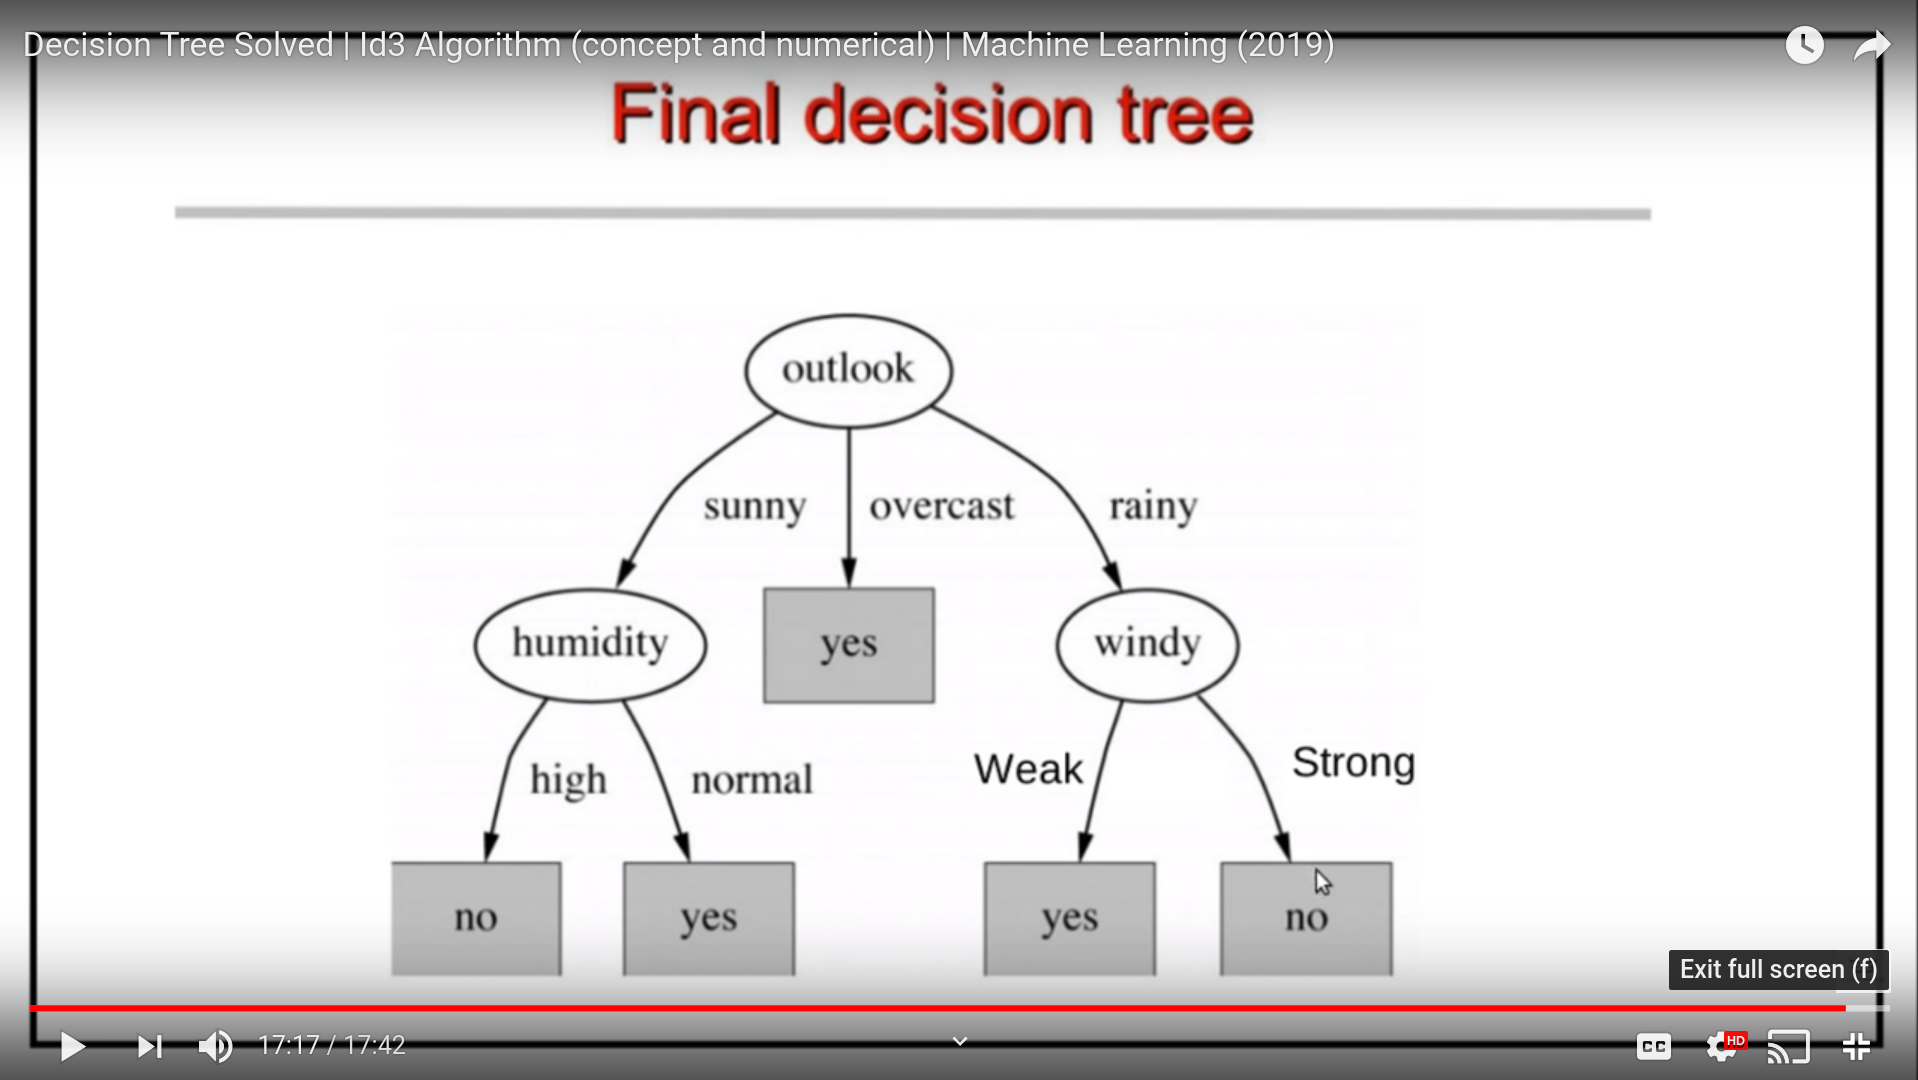 Decision Tree Solved | Id3 Algorithm (concept and numerical) | Machine Learning (2019)
Final decision tree
outlook
sunny
overcast
rainy
humidity
yes
windy
high
normal
Weak
Strong
no
yes
yes
no
Exit full screen (f)
17:17 / 17:42
CC
HD